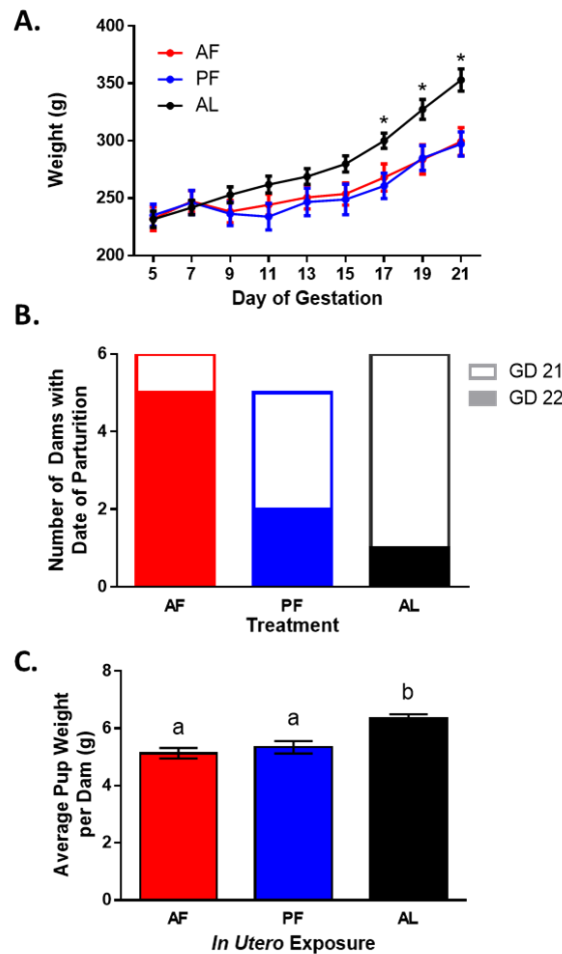 A.
400
350
300
250
200
Weight (g)
AF
PF
AL
*
*
*
5 7 9 11 13 15 17 19 21
Day of Gestation
B.
6
4
2
0
Number of Dams with
Date of Parturition
GD 21
GD 22
AF PF AL
Treatment
C.
8
6
4
2
0
Average Pup Weight
per Dam (g)
a a b
AF PF AL
In Utero Exposure